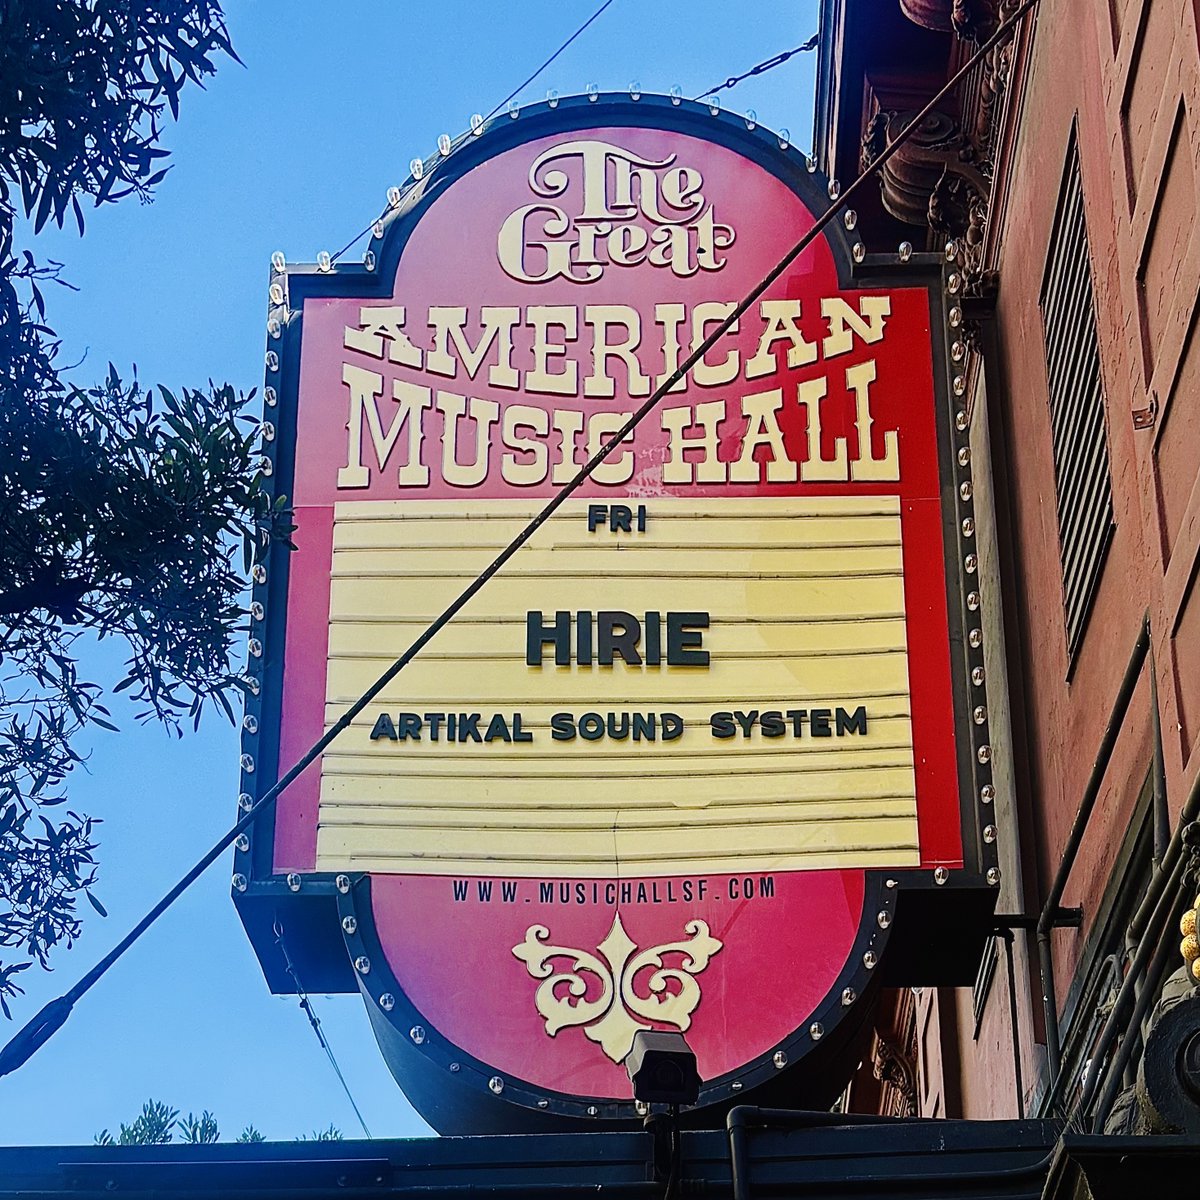 The
Great
AMERICAN
MUSIC HALL
FRI
HIRIE
ARTIKAL SOUND SYSTEM
WWW.MUSICHALLSF.COM